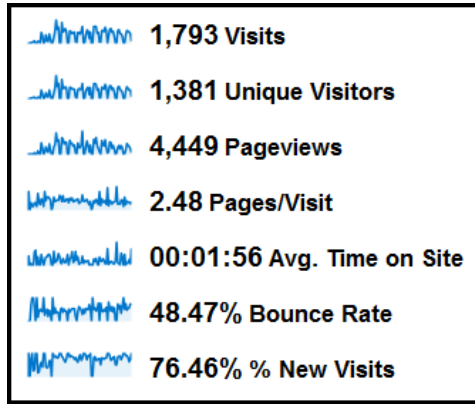 1,793 Visits
1,381 Unique Visitors
4,449 Pageviews
2.48 Pages/Visit
00:01:56 Avg. Time on Site
48.47% Bounce Rate
76.46% % New Visits